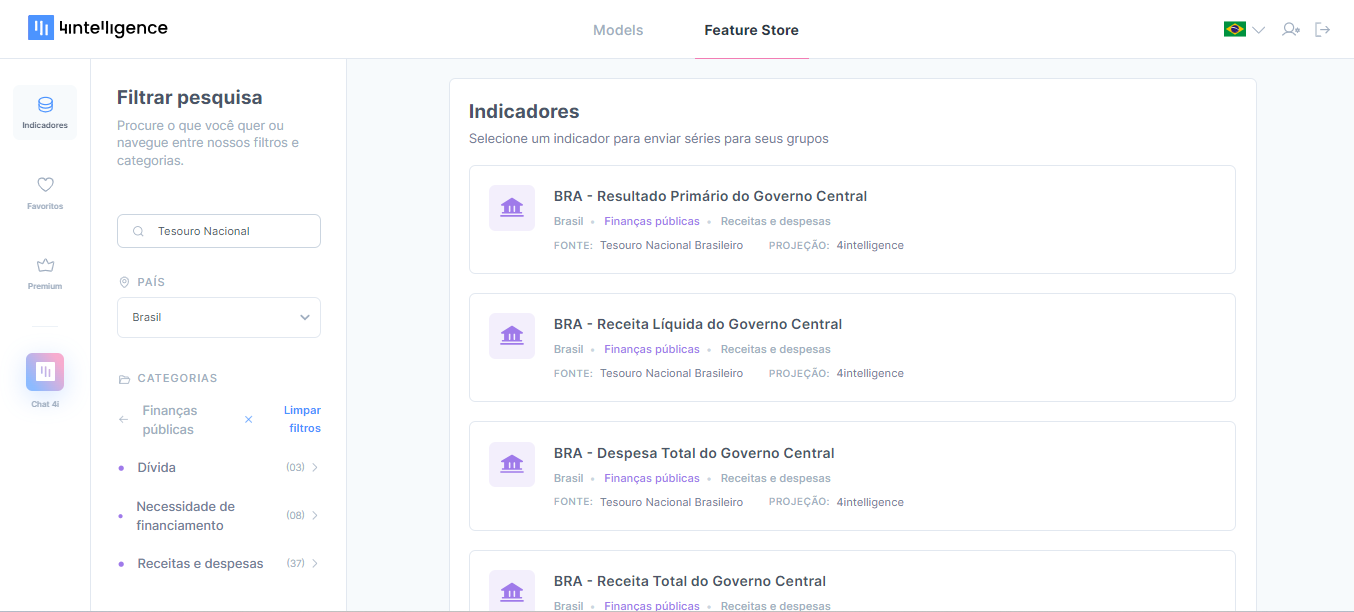 4intelligence
Models
Feature Store
Indicadores
Favoritos
Premium
Chat 4i
Filtrar pesquisa
Procure o que você quer ou
navegue entre nossos filtros e
categorias.
Tesouro Nacional
PAÍS
Brasil
CATEGORIAS
Finanças
públicas
Limpar
filtros
Dívida (03)
Necessidade de
financiamento (08)
Receitas e despesas (37)
Indicadores
Selecione um indicador para enviar séries para seus grupos
BRA - Resultado Primário do Governo Central
Brasil • Finanças públicas • Receitas e despesas
FONTE: Tesouro Nacional Brasileiro PROJEÇÃO: 4intelligence
BRA - Receita Líquida do Governo Central
Brasil • Finanças públicas • Receitas e despesas
FONTE: Tesouro Nacional Brasileiro PROJEÇÃO: 4intelligence
BRA - Despesa Total do Governo Central
Brasil • Finanças públicas • Receitas e despesas
FONTE: Tesouro Nacional Brasileiro PROJEÇÃO: 4intelligence
BRA - Receita Total do Governo Central
Brasil • Finanças públicas • Receitas e despesas